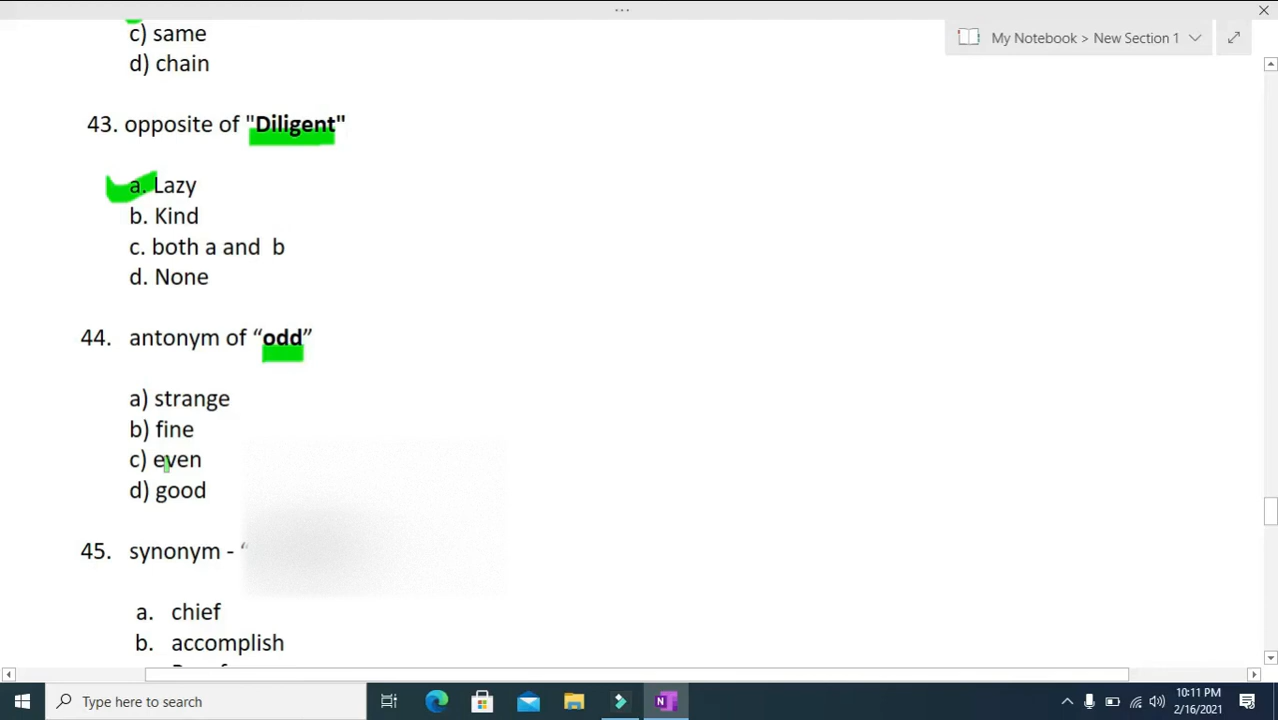 c) same
My Notebook > New Section 1
d) chain
43. opposite of "Diligent"
a. Lazy
b. Kind
c. both a and b
d. None
44. antonym of “odd”
a) strange
b) fine
c) even
d) good
45. synonym - “
a. chief
b. accomplish
Type here to search
N
10:11 PM
2/16/2021